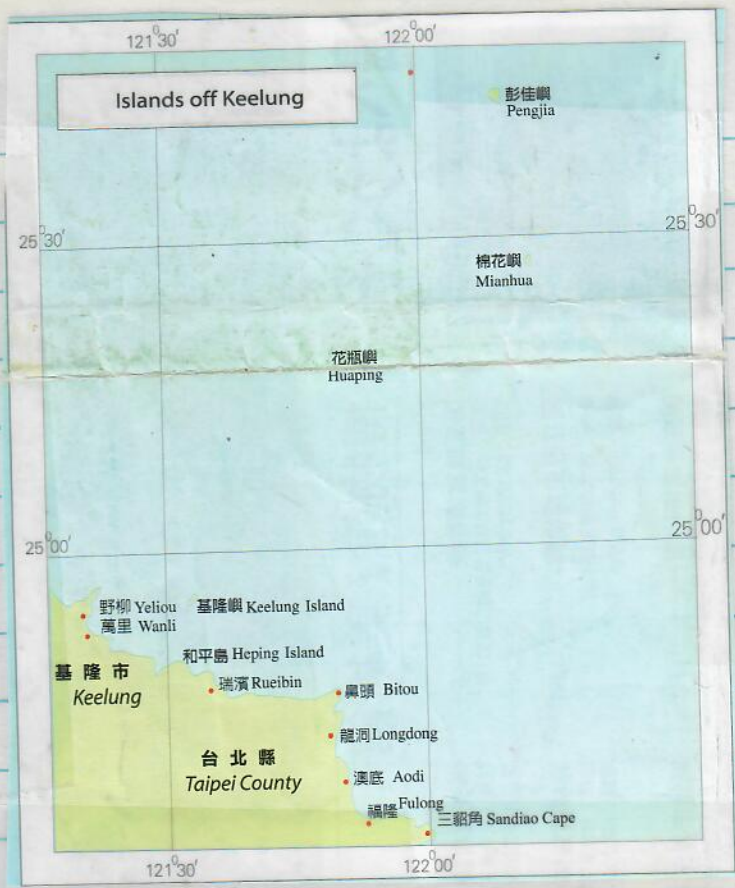 121°30′
122°00′
Islands off Keelung
彭佳嶼
Pengjia
25°30′
25°30′
棉花嶼
Mianhua
花瓶嶼
Huaping
25°00′
25°00′
野柳 Yeliou
基隆嶼 Keelung Island
萬里 Wanli
和平島 Heping Island
基隆市
Keelung
瑞濱 Rueibin
鼻頭 Bitou
龍洞 Longdong
台北縣
Taipei County
澳底 Aodi
福隆 Fulong
三貂角 Sandiao Cape
121°30′
122°00′